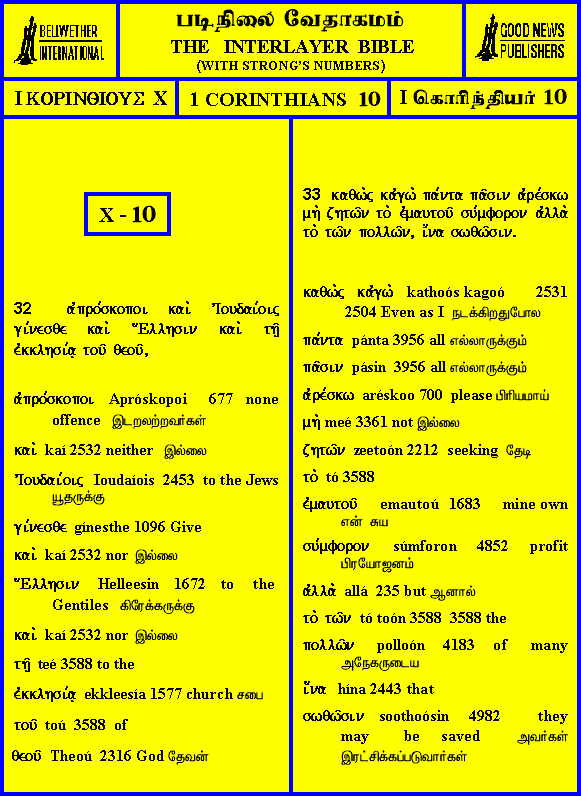 BELLWETHER
INTERNATIONAL
படிநிலை வேதாகமம்
THE INTERLAYER BIBLE
(WITH STRONG'S NUMBERS)
GOOD NEWS
PUBLISHERS
I ΚΟΡΙΝΘΙΟΥΣ X
1 CORINTHIANS 10
I கொரிந்தியர் 10
X - 10
32 ἀπρόσκοποι καὶ Ἰουδαίοις
γίνεσθε καὶ Ἕλλησιν καὶ τῇ
ἐκκλησίᾳ τοῦ θεοῦ,
ἀπρόσκοποι Apróskopoi 677 none
offence இடறலற்றவர்கள்
καὶ kaí 2532 neither இல்லை
Ἰουδαίοις Ioudaíois 2453 to the Jews
யூதருக்கு
γίνεσθε gínesthe 1096 Give
καὶ kaí 2532 nor இல்லை
Ἕλλησιν Helleesin 1672 to the
Gentiles கிரேக்கருக்கு
καὶ kaí 2532 nor இல்லை
τῇ teé 3588 to the
ἐκκλησίᾳ ekkleesía 1577 church சபை
τοῦ toú 3588 of
θεοῦ Theoú 2316 God தேவன்
33 καθὼς κἀγὼ πάντα πᾶσιν ἀρέσκω
μὴ ζητῶν τὸ ἐμαυτοῦ σύμφορον ἀλλὰ
τὸ τῶν πολλῶν, ἵνα σωθῶσιν.
καθὼς κἀγὼ kathoós kagoó 2531
2504 Even as I நடக்கிறதுபோல
πάντα pánta 3956 all எல்லாருக்கும்
πᾶσιν pásin 3956 all எல்லாருக்கும்
ἀρέσκω aréskoo 700 please பிரியமாய்
μὴ meé 3361 not இல்லை
ζητῶν zeetoón 2212 seeking தேடி
τὸ tó 3588
ἐμαυτοῦ emautoú 1683 mine own
என் சுய
σύμφορον súmforon 4852 profit
பிரயோஜனம்
ἀλλὰ allá 235 but ஆனால்
τὸ τῶν tó toón 3588 3588 the
πολλῶν polloón 4183 of many
அநேகருடைய
ἵνα hína 2443 that
σωθῶσιν soothoósin 4982 they
may be saved அவர்கள்
இரட்சிக்கப்படுவார்கள்